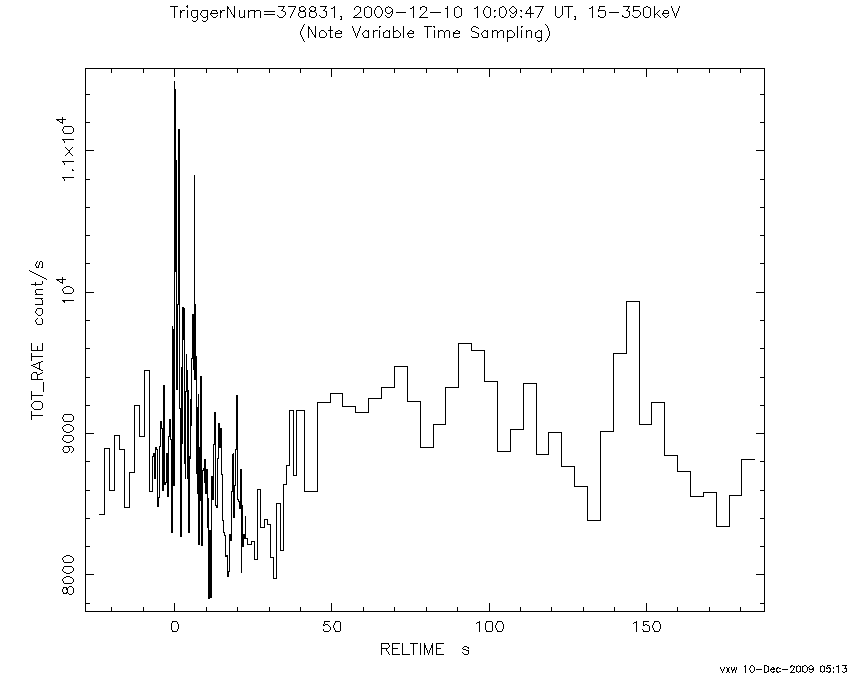 TriggerNum=378831, 2009-12-10 10:09:47 UT, 15-350keV
(Note Variable Time Sampling)
TOT_RATE count/s
1.1×10⁴
10⁴
9000
8000
0 50 100 150
RELTIME s
vxw 10-Dec-2009 05:13